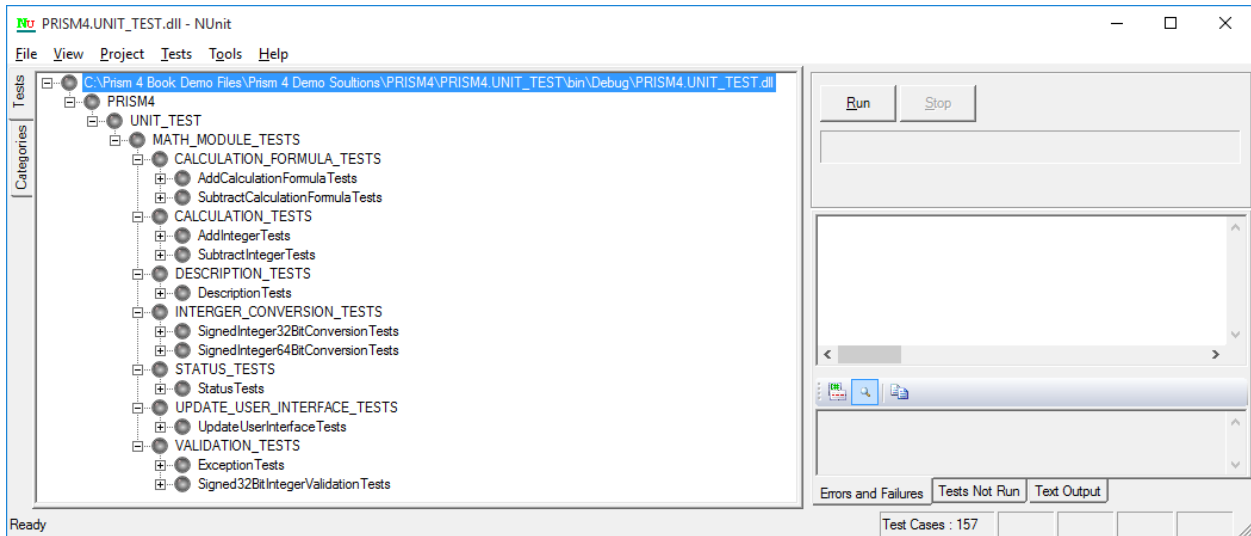 NU PRISM4.UNIT_TEST.dll - NUnit
File View Project Tests Tools Help
Tests
Categories
C:\Prism 4 Book Demo Files\Prism 4 Demo Soultions\PRISM4\PRISM4.UNIT_TEST\bin\Debug\PRISM4.UNIT_TEST.dll
PRISM4
UNIT_TEST
MATH_MODULE_TESTS
CALCULATION_FORMULA_TESTS
AddCalculationFormulaTests
SubtractCalculationFormulaTests
CALCULATION_TESTS
AddIntegerTests
SubtractIntegerTests
DESCRIPTION_TESTS
DescriptionTests
INTERGER_CONVERSION_TESTS
SignedInteger32BitConversionTests
SignedInteger64BitConversionTests
STATUS_TESTS
StatusTests
UPDATE_USER_INTERFACE_TESTS
UpdateUserInterfaceTests
VALIDATION_TESTS
ExceptionTests
Signed32BitIntegerValidationTests
Run Stop
Errors and Failures Tests Not Run Text Output
Ready
Test Cases : 157